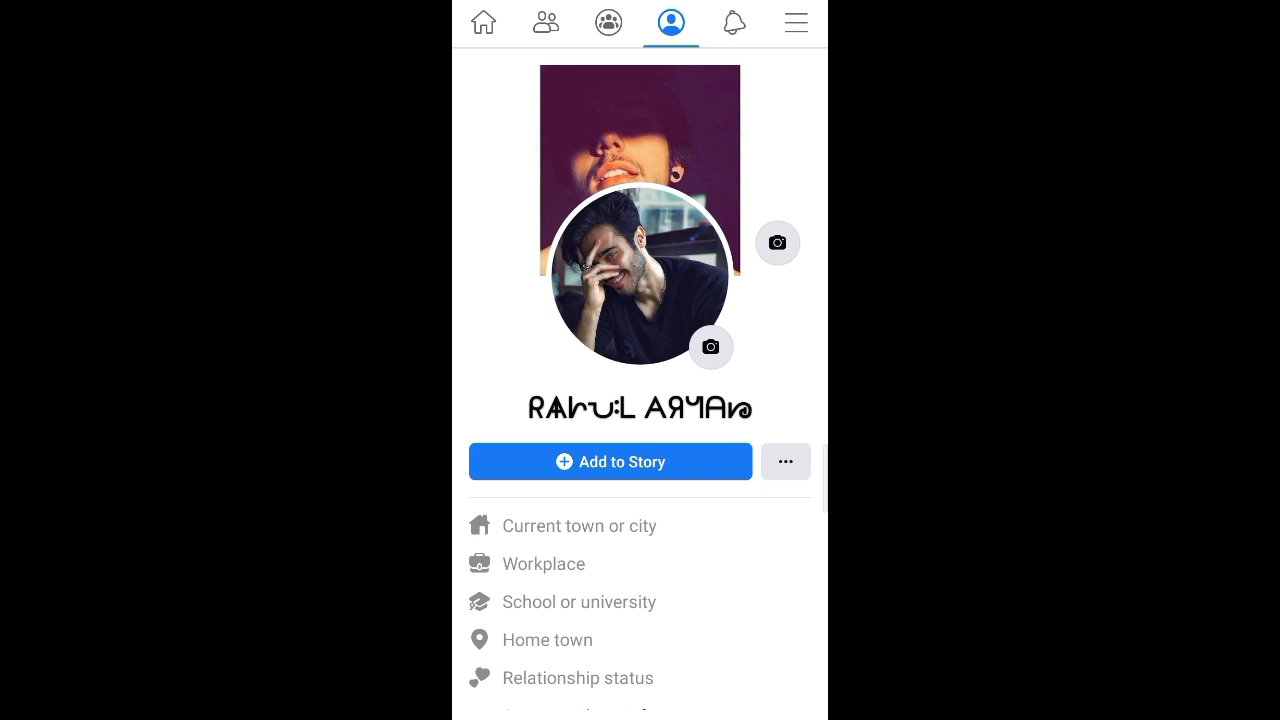 Add to Story
Current town or city
Workplace
School or university
Home town
Relationship status